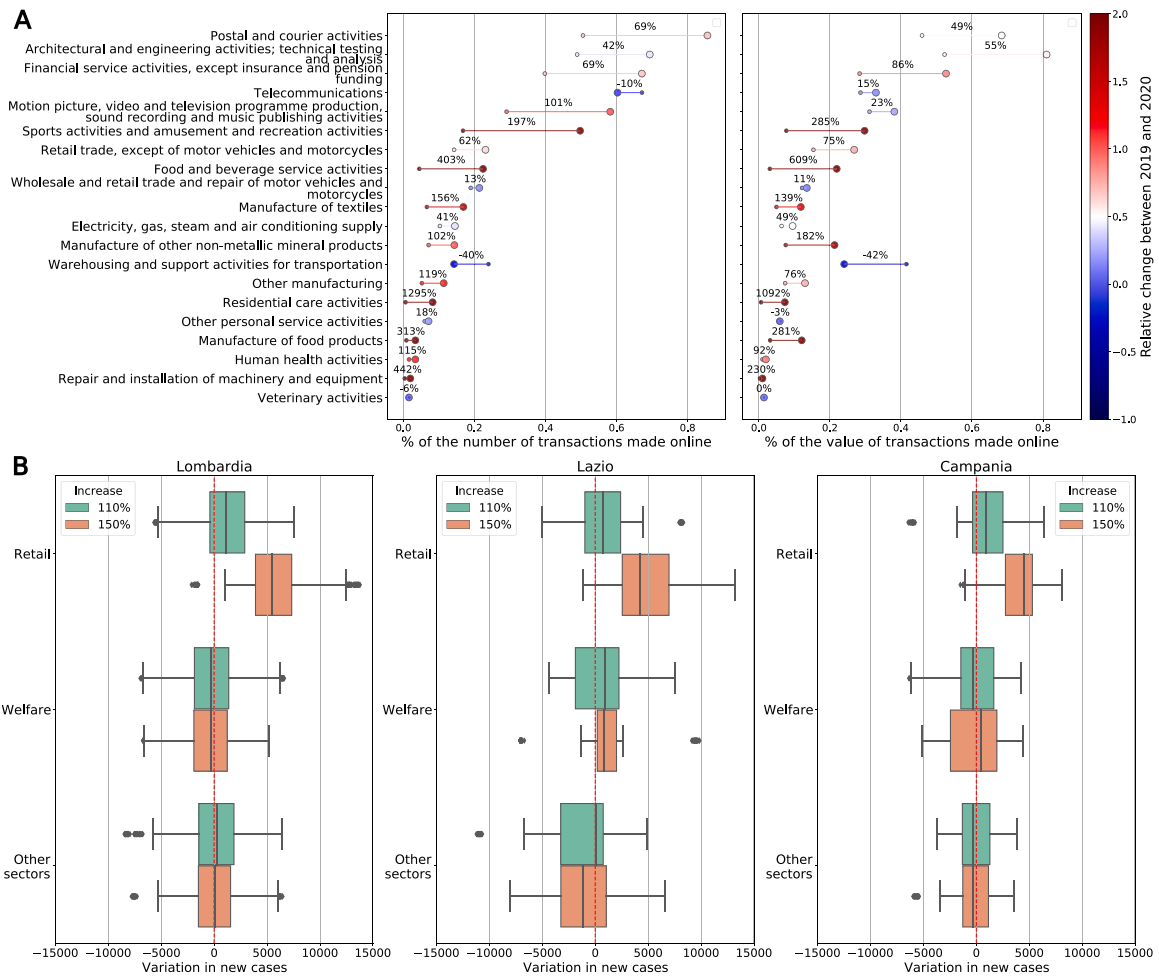 A
Postal and courier activities
Architectural and engineering activities; technical testing
and analysis
Financial service activities, except insurance and pension
funding
Telecommunications
Motion picture, video and television programme production,
sound recording and music publishing activities
Sports activities and amusement and recreation activities
Retail trade, except of motor vehicles and motorcycles
Food and beverage service activities
Wholesale and retail trade and repair of motor vehicles and
motorcycles
Manufacture of textiles
Electricity, gas, steam and air conditioning supply
Manufacture of other non-metallic mineral products
Warehousing and support activities for transportation
Other manufacturing
Residential care activities
Other personal service activities
Manufacture of food products
Human health activities
Repair and installation of machinery and equipment
Veterinary activities
69%
42%
69%
-10%
101%
197%
62%
403%
13%
156%
41%
102%
-40%
119%
1295%
18%
313%
115%
442%
-6%
0.0 0.2 0.4 0.6 0.8
% of the number of transactions made online
49%
55%
86%
15%
23%
285%
75%
609%
11%
139%
49%
182%
-42%
76%
1092%
-3%
281%
92%
230%
0%
0.0 0.2 0.4 0.6 0.8
% of the value of transactions made online
2.0
1.5
1.0
0.5
0.0
−0.5
−1.0
Relative change between 2019 and 2020
B
Lombardia
Increase
110%
150%
Retail
Welfare
Other
sectors
−15000 −10000 −5000 0 5000 10000 15000
Variation in new cases
Lazio
Increase
110%
150%
Retail
Welfare
Other
sectors
−15000 −10000 −5000 0 5000 10000 15000
Variation in new cases
Campania
Increase
110%
150%
Retail
Welfare
Other
sectors
−15000 −10000 −5000 0 5000 10000 15000
Variation in new cases